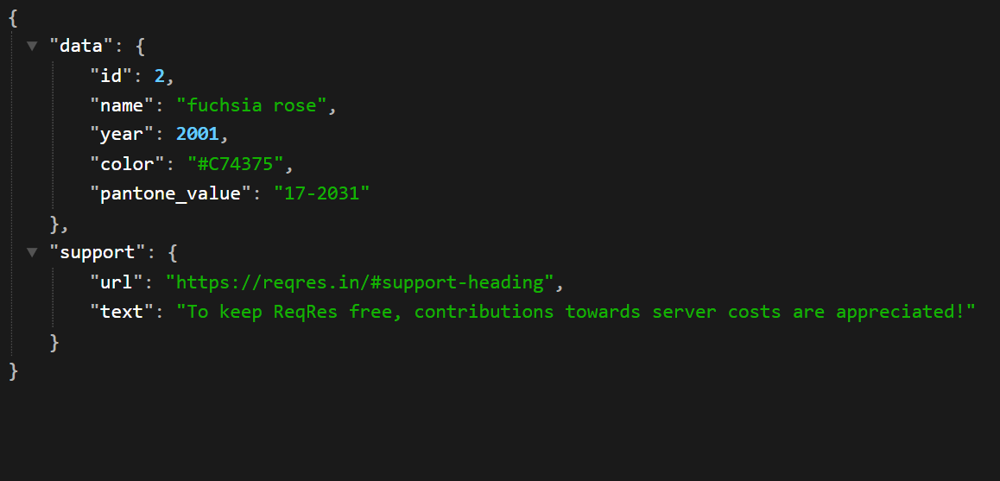 {
"data": {
"id": 2,
"name": "fuchsia rose",
"year": 2001,
"color": "#C74375",
"pantone_value": "17-2031"
},
"support": {
"url": "https://reqres.in/#support-heading",
"text": "To keep ReqRes free, contributions towards server costs are appreciated!"
}
}